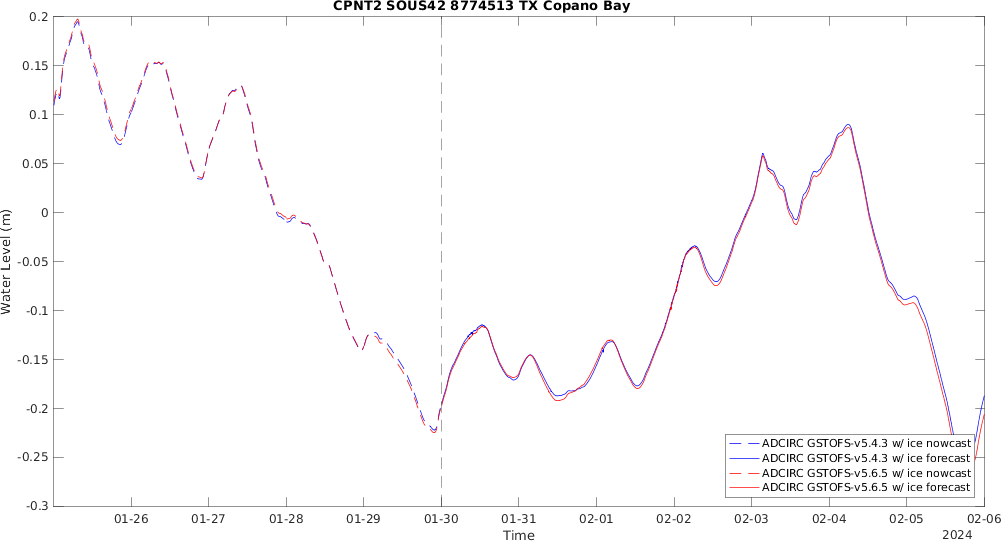 CPNT2 SOUS42 8774513 TX Copano Bay
0.2
0.15
0.1
0.05
0
-0.05
-0.1
-0.15
-0.2
-0.25
-0.3
Water Level (m)
ADCIRC GSTOFS-v5.4.3 w/ ice nowcast
ADCIRC GSTOFS-v5.4.3 w/ ice forecast
ADCIRC GSTOFS-v5.6.5 w/ ice nowcast
ADCIRC GSTOFS-v5.6.5 w/ ice forecast
01-26 01-27 01-28 01-29 01-30 01-31 02-01 02-02 02-03 02-04 02-05 02-06
Time
2024